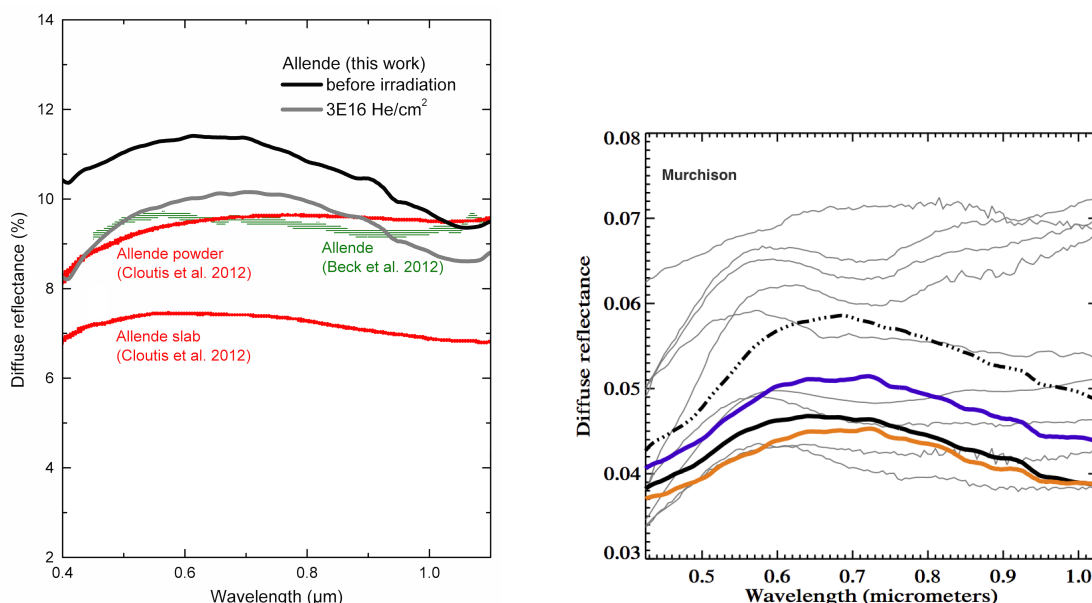 14
12
10
8
6
4
2
0.4
0.6
0.8
1.0
Diffuse reflectance (%)
Wavelength (μm)
Allende (this work)
before irradiation
3E16 He/cm²
Allende powder
(Cloutis et al. 2012)
Allende
(Beck et al. 2012)
Allende slab
(Cloutis et al. 2012)
0.08
0.07
0.06
0.05
0.04
0.03
0.5
0.6
0.7
0.8
0.9
1.0
Diffuse reflectance
Wavelength (micrometers)
Murchison